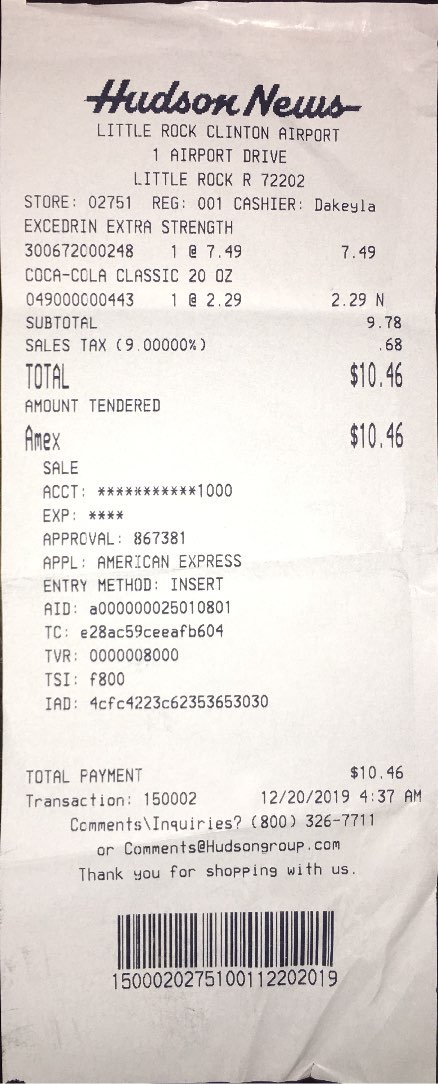 Hudson News
LITTLE ROCK CLINTON AIRPORT
1 AIRPORT DRIVE
LITTLE ROCK R 72202
STORE: 02751 REG: 001 CASHIER: Dakeyla
EXCEDRIN EXTRA STRENGTH
300672000248 1 @ 7.49 7.49
COCA-COLA CLASSIC 20 OZ
049000000443 1 @ 2.29 2.29 N
SUBTOTAL 9.78
SALES TAX (9.00000%) .68
TOTAL $10.46
AMOUNT TENDERED
Amex $10.46
SALE
ACCT: ***********1000
EXP: ****
APPROVAL: 867381
APPL: AMERICAN EXPRESS
ENTRY METHOD: INSERT
AID: a000000025010801
TC: e28ac59ceeafb604
TVR: 0000008000
TSI: f800
IAD: 4cfc4223c62353653030
TOTAL PAYMENT $10.46
Transaction: 150002 12/20/2019 4:37 AM
Comments\Inquiries? (800) 326-7711
or Comments@Hudsongroup.com
Thank you for shopping with us.
1500020275100112202019